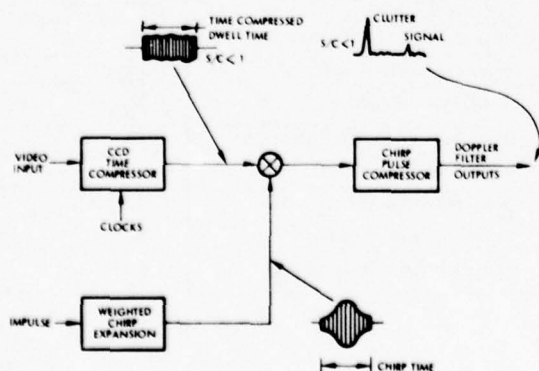 TIME COMPRESSED
DWELL TIME
S/C < 1
CLUTTER
S/C < 1
SIGNAL
VIDEO
INPUT
CCD
TIME
COMPRESSOR
CLOCKS
CHIRP
PULSE
COMPRESSOR
DOPPLER
FILTER
OUTPUTS
IMPULSE
WEIGHTED
CHIRP
EXPANSION
CHIRP TIME